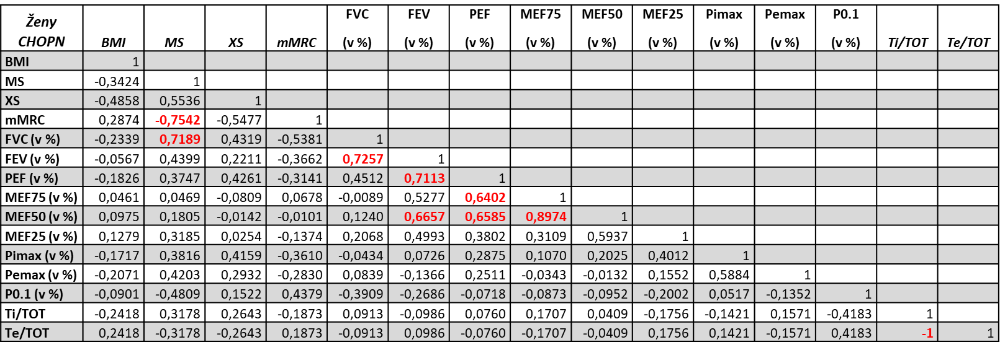 Ženy CHOPN BMI MS XS mMRC FVC (v %) FEV (v %) PEF (v %) MEF75 (v %) MEF50 (v %) MEF25 (v %) Pimax (v %) Pemax (v %) P0.1 (v %) Ti/TOT Te/TOT
BMI 1
MS -0,3424 1
XS -0,4858 0,5536 1
mMRC 0,2874 -0,7542 -0,5477 1
FVC (v %) -0,2339 0,7189 0,4319 -0,5381 1
FEV (v %) -0,0567 0,4399 0,2211 -0,3662 0,7257 1
PEF (v %) -0,1826 0,3747 0,4261 -0,3141 0,4512 0,7113 1
MEF75 (v %) 0,0461 0,0469 -0,0809 0,0678 -0,0089 0,5277 0,6402 1
MEF50 (v %) 0,0975 0,1805 -0,0142 -0,0101 0,1240 0,6657 0,6585 0,8974 1
MEF25 (v %) 0,1279 0,3185 0,0254 -0,1374 0,2068 0,4993 0,3802 0,3109 0,5937 1
Pimax (v %) -0,1717 0,3816 0,4159 -0,3610 -0,0434 0,0726 0,2875 0,1070 0,2025 0,4012 1
Pemax (v %) -0,2071 0,4203 0,2932 -0,2830 0,0839 -0,1366 0,2511 -0,0343 -0,0132 0,1552 0,5884 1
P0.1 (v %) -0,0901 -0,4809 0,1522 0,4379 -0,3909 -0,2686 -0,0718 -0,0873 -0,0952 -0,2002 0,0517 -0,1352 1
Ti/TOT -0,2418 0,3178 0,2643 -0,1873 0,0913 -0,0986 0,0760 0,1707 0,0409 -0,1756 -0,1421 0,1571 -0,4183 1
Te/TOT 0,2418 -0,3178 -0,2643 0,1873 -0,0913 0,0986 -0,0760 -0,1707 -0,0409 0,1756 0,1421 -0,1571 0,4183 -1 1